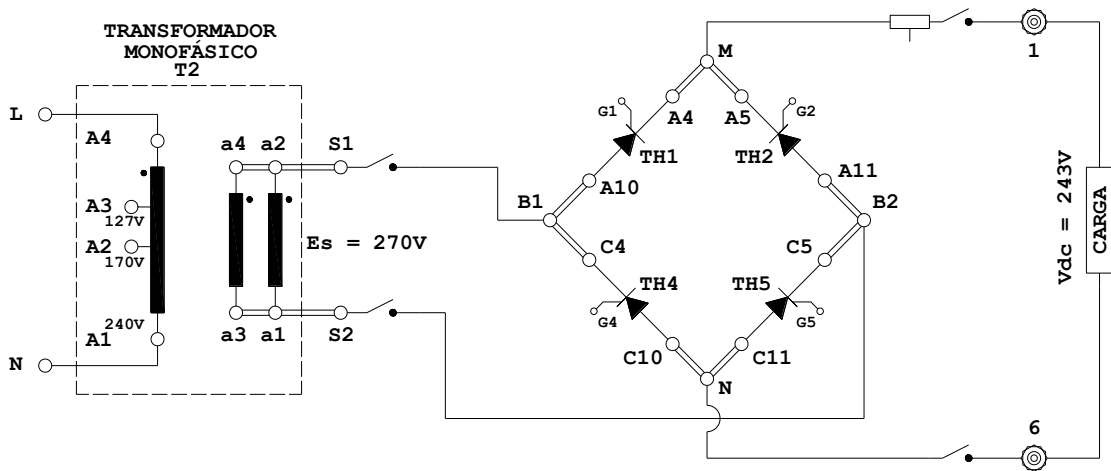 TRANSFORMADOR
MONOFÁSICO
T2
L
A4
A3
127V
A2
170V
240V
A1
N
a4 a2
a3 a1
S1
S2
Es = 270V
B1
M
G1
A4 A5
G2
TH1
TH2
A10
A11
B2
C4
C5
TH4
TH5
G4
G5
C10
C11
N
1
Vdc = 243V
CARGA
6